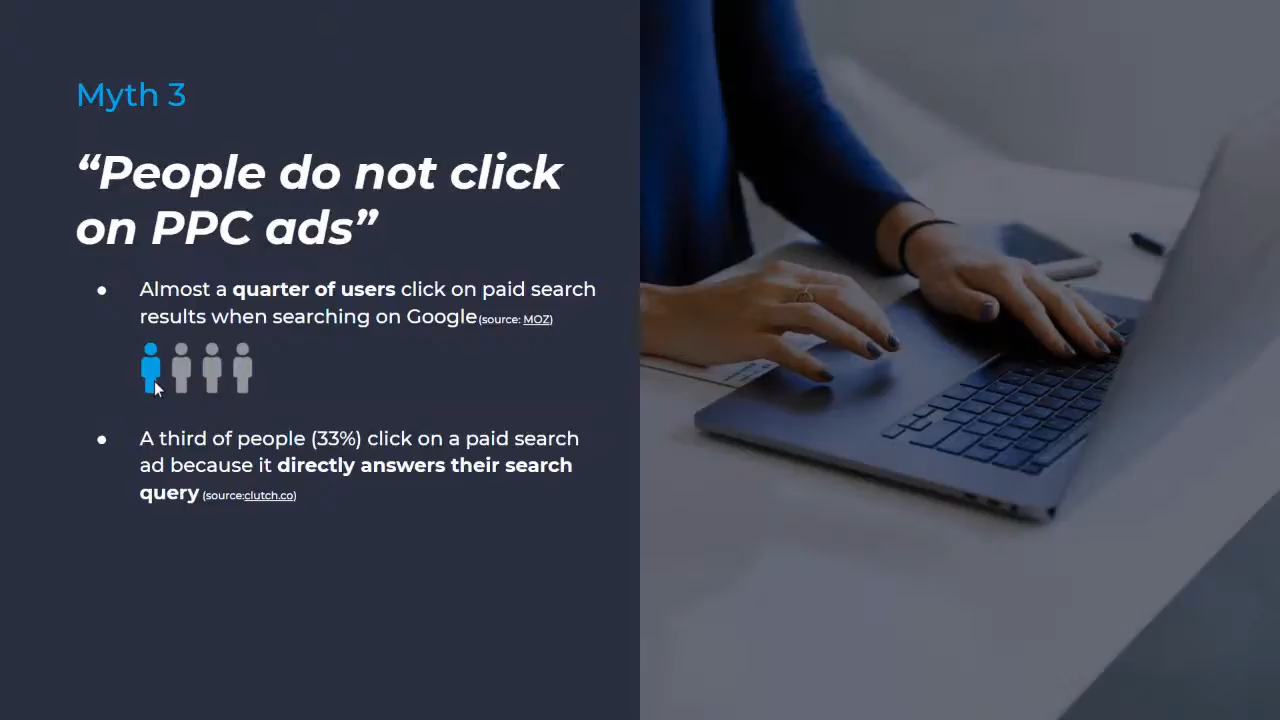 Myth 3
“People do not click
on PPC ads”
● Almost a quarter of users click on paid search
results when searching on Google(source: MOZ)
● A third of people (33%) click on a paid search
ad because it directly answers their search
query (source:clutch.co)